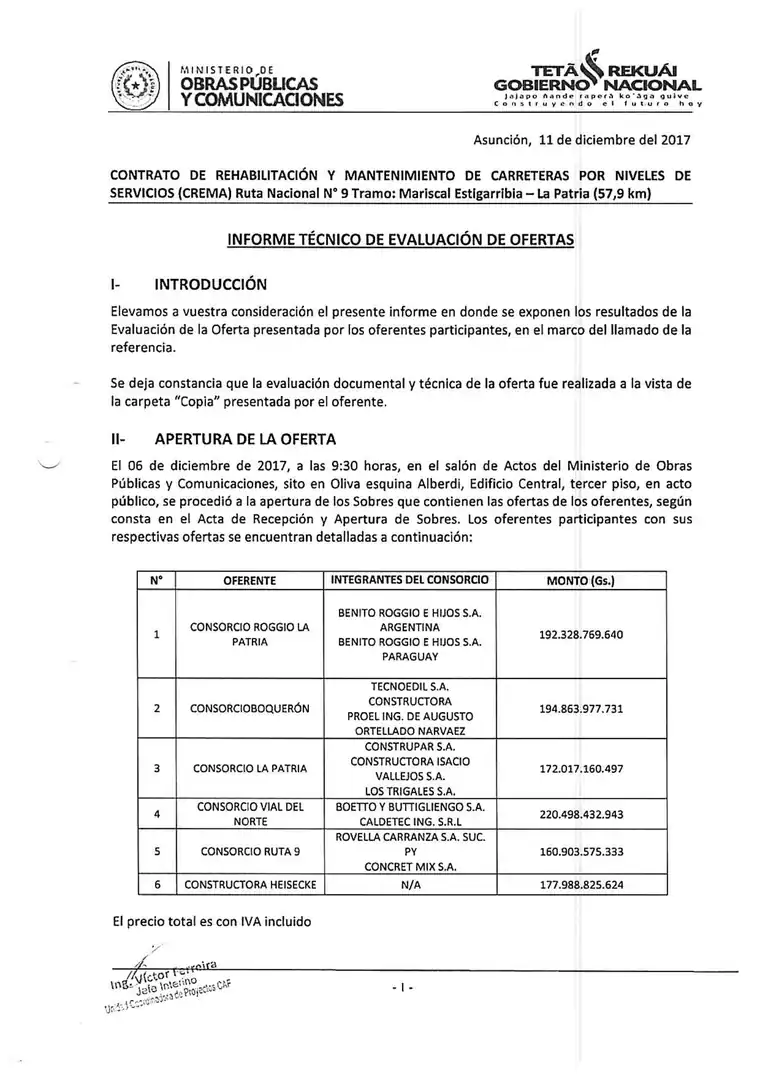 MINISTERIO DE
OBRAS PÚBLICAS
Y COMUNICACIONES
TETÃ REKUÁI
GOBIERNO NACIONAL
Jajapo ñande raperã ko'ãga guive
Construyendo el futuro hoy
Asunción, 11 de diciembre del 2017
CONTRATO DE REHABILITACIÓN Y MANTENIMIENTO DE CARRETERAS POR NIVELES DE
SERVICIOS (CREMA) Ruta Nacional N° 9 Tramo: Mariscal Estigarribia – La Patria (57,9 km)
INFORME TÉCNICO DE EVALUACIÓN DE OFERTAS
I- INTRODUCCIÓN
Elevamos a vuestra consideración el presente informe en donde se exponen los resultados de la
Evaluación de la Oferta presentada por los oferentes participantes, en el marco del llamado de la
referencia.
Se deja constancia que la evaluación documental y técnica de la oferta fue realizada a la vista de
la carpeta "Copia" presentada por el oferente.
II- APERTURA DE LA OFERTA
El 06 de diciembre de 2017, a las 9:30 horas, en el salón de Actos del Ministerio de Obras
Públicas y Comunicaciones, sito en Oliva esquina Alberdi, Edificio Central, tercer piso, en acto
público, se procedió a la apertura de los Sobres que contienen las ofertas de los oferentes, según
consta en el Acta de Recepción y Apertura de Sobres. Los oferentes participantes con sus
respectivas ofertas se encuentran detalladas a continuación:
N° OFERENTE INTEGRANTES DEL CONSORCIO MONTO (Gs.)
1 CONSORCIO ROGGIO LA PATRIA BENITO ROGGIO E HIJOS S.A. ARGENTINA BENITO ROGGIO E HIJOS S.A. PARAGUAY 192.328.769.640
2 CONSORCIOBOQUERÓN TECNOEDIL S.A. CONSTRUCTORA PROEL ING. DE AUGUSTO ORTELLADO NARVAEZ 194.863.977.731
3 CONSORCIO LA PATRIA CONSTRUPAR S.A. CONSTRUCTORA ISACIO VALLEJOS S.A. LOS TRIGALES S.A. 172.017.160.497
4 CONSORCIO VIAL DEL NORTE BOETTO Y BUTTIGLIENGO S.A. CALDETEC ING. S.R.L 220.498.432.943
5 CONSORCIO RUTA 9 ROVELLA CARRANZA S.A. SUC. PY CONCRET MIX S.A. 160.903.575.333
6 CONSTRUCTORA HEISECKE N/A 177.988.825.624
El precio total es con IVA incluido
Ing. Víctor Ferreira
Jefe Interino
Unidad Coordinadora de Proyectos CAF
- I -